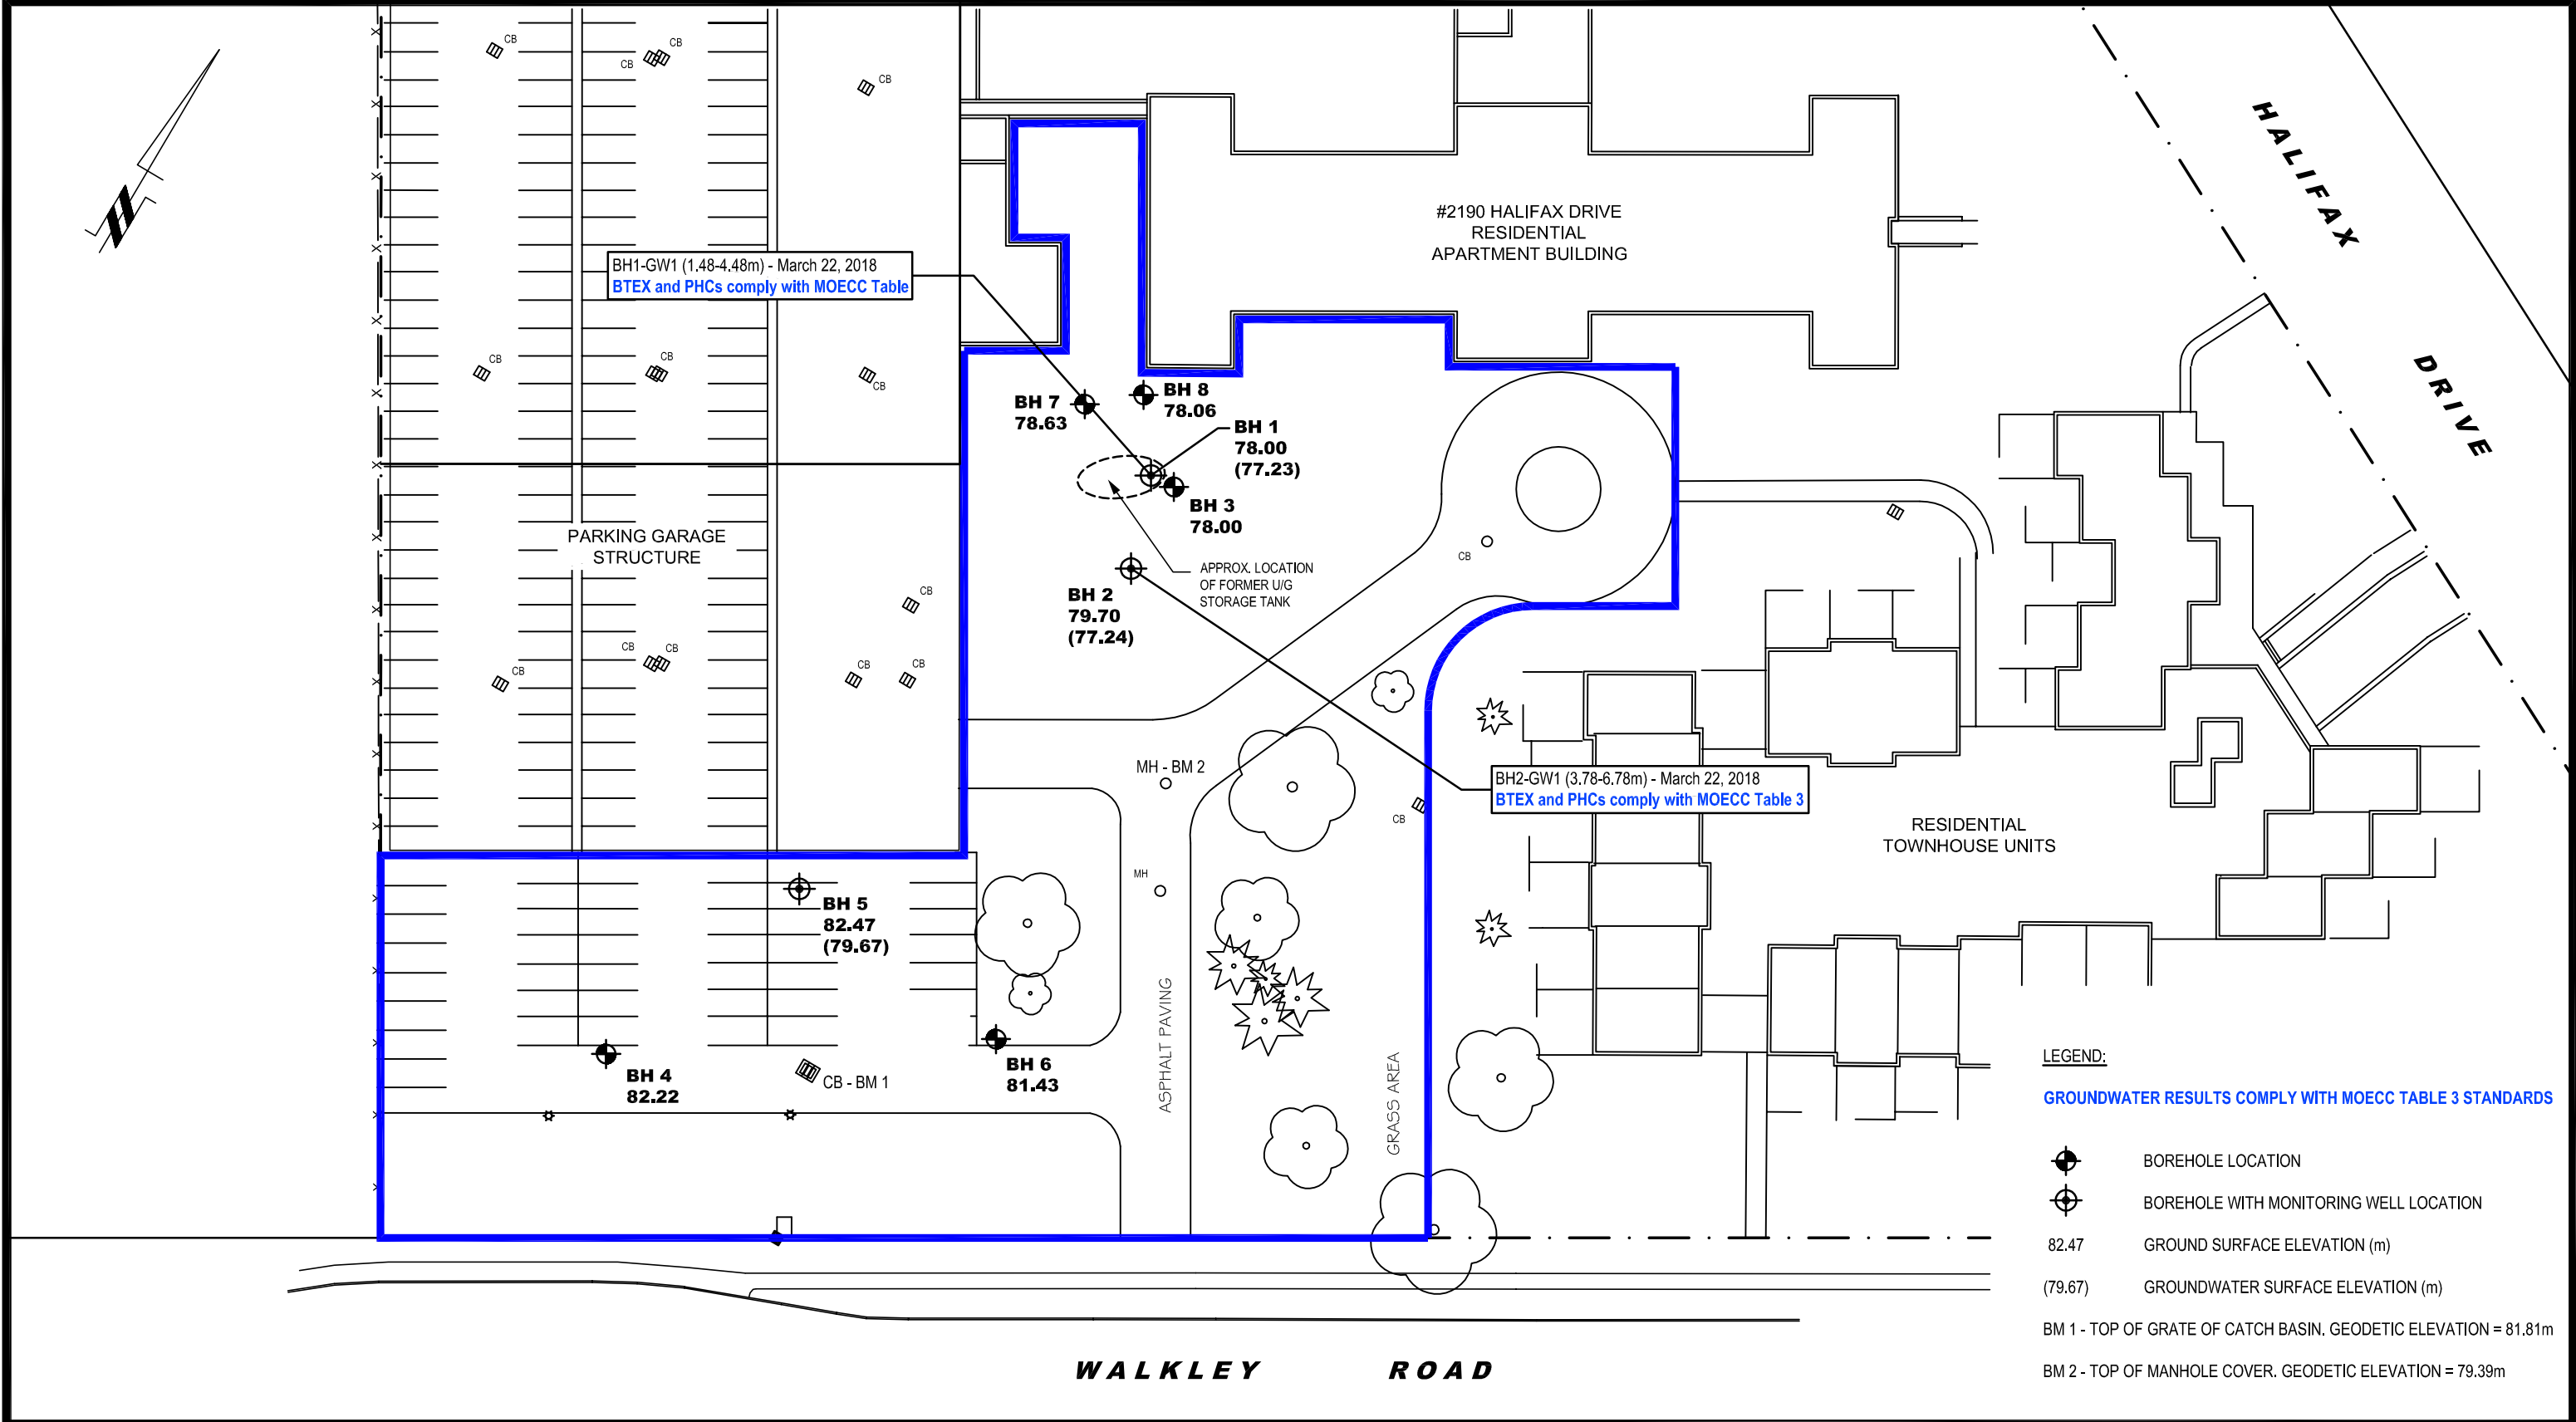 CB
CB
CB
CB
HALIFAX
DRIVE
#2190 HALIFAX DRIVE
RESIDENTIAL
APARTMENT BUILDING
BH1-GW1 (1.48-4.48m) - March 22, 2018
BTEX and PHCs comply with MOECC Table
CB
CB
CB
BH 7
78.63
BH 8
78.06
BH 1
78.00
(77.23)
BH 3
78.00
PARKING GARAGE
STRUCTURE
CB
APPROX. LOCATION
OF FORMER U/G
STORAGE TANK
BH 2
79.70
(77.24)
CB
CB
CB
CB
CB
CB
MH - BM 2
BH2-GW1 (3.78-6.78m) - March 22, 2018
BTEX and PHCs comply with MOECC Table 3
CB
RESIDENTIAL
TOWNHOUSE UNITS
MH
BH 5
82.47
(79.67)
ASPHALT PAVING
GRASS AREA
BH 4
82.22
CB - BM 1
BH 6
81.43
LEGEND:
GROUNDWATER RESULTS COMPLY WITH MOECC TABLE 3 STANDARDS
BOREHOLE LOCATION
BOREHOLE WITH MONITORING WELL LOCATION
82.47 GROUND SURFACE ELEVATION (m)
(79.67) GROUNDWATER SURFACE ELEVATION (m)
BM 1 - TOP OF GRATE OF CATCH BASIN. GEODETIC ELEVATION = 81.81m
BM 2 - TOP OF MANHOLE COVER. GEODETIC ELEVATION = 79.39m
WALKLEY ROAD